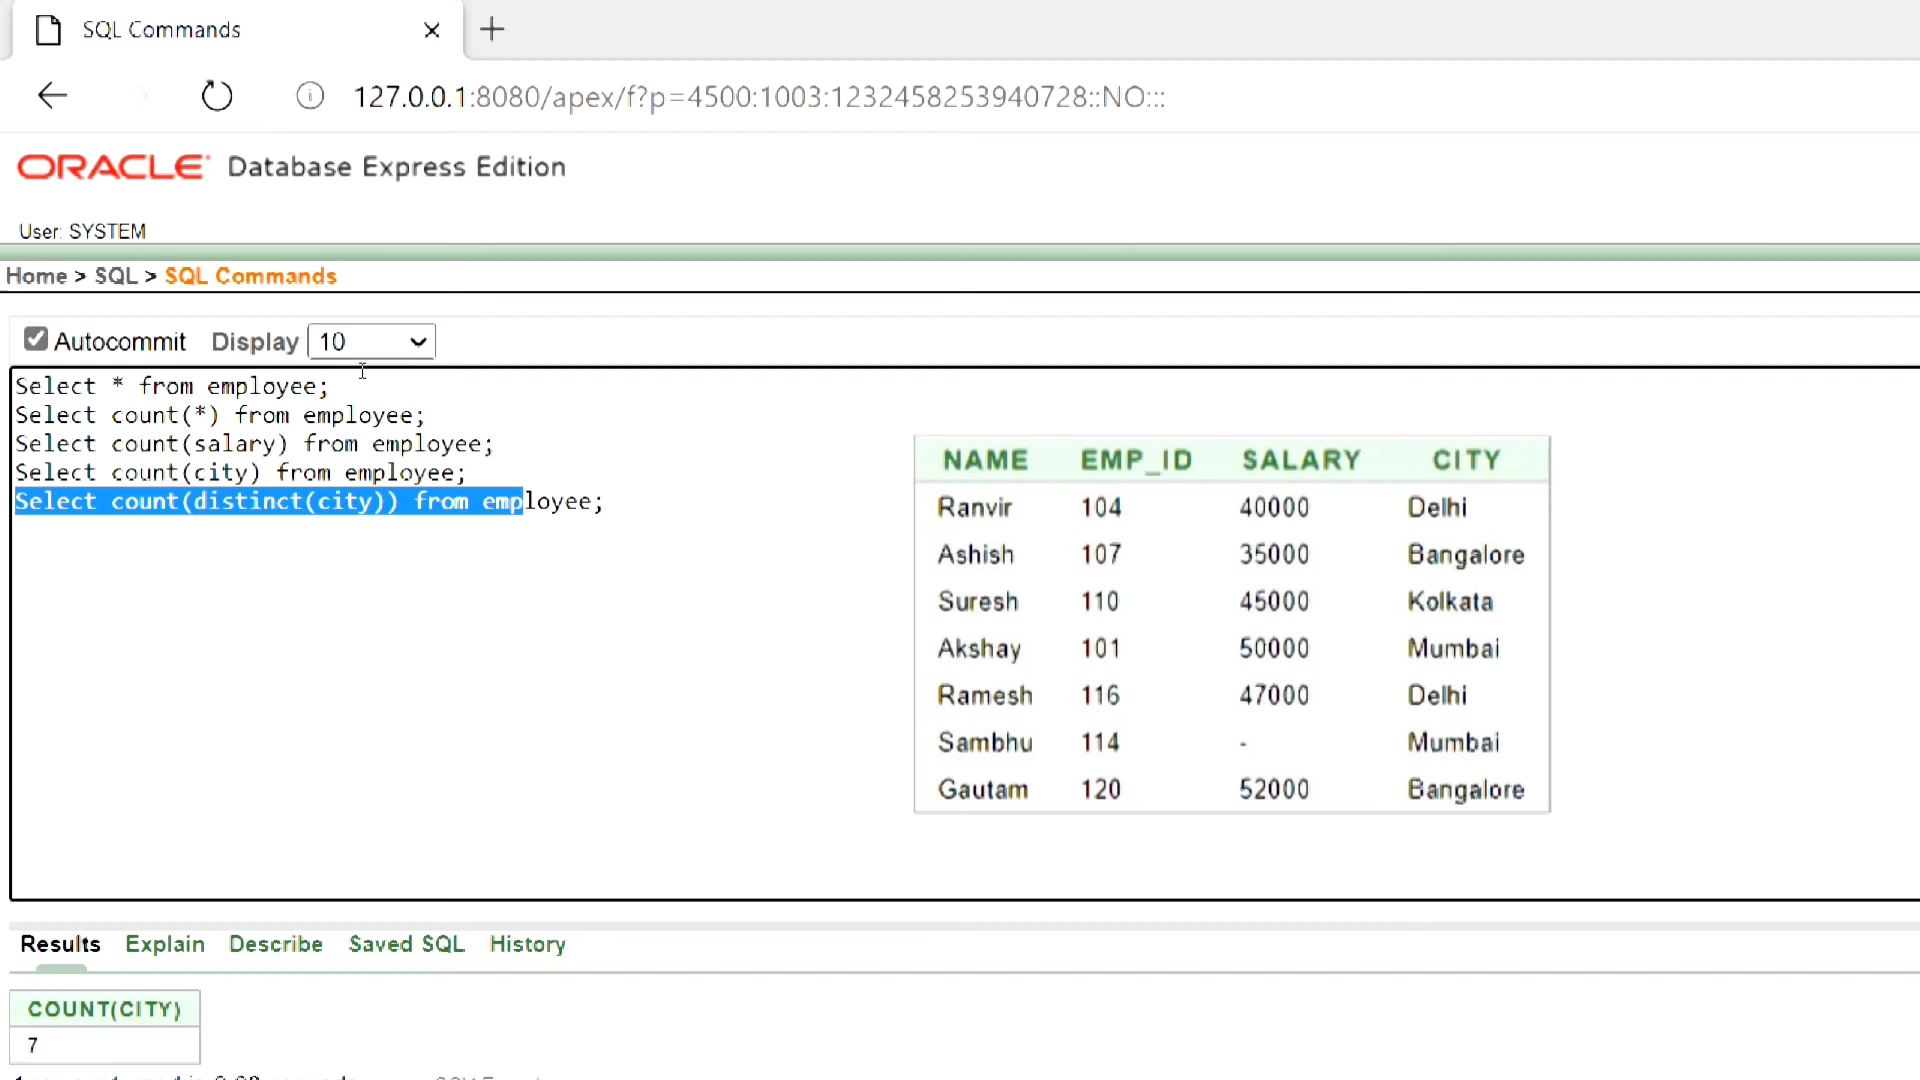 SQL Commands
127.0.0.1:8080/apex/f?p=4500:1003:1232458253940728::NO:::
ORACLE Database Express Edition
User: SYSTEM
Home > SQL > SQL Commands
Autocommit Display 10
Select * from employee;
Select count(*) from employee;
Select count(salary) from employee;
Select count(city) from employee;
Select count(distinct(city)) from employee;
NAME EMP_ID SALARY CITY
Ranvir 104 40000 Delhi
Ashish 107 35000 Bangalore
Suresh 110 45000 Kolkata
Akshay 101 50000 Mumbai
Ramesh 116 47000 Delhi
Sambhu 114 - Mumbai
Gautam 120 52000 Bangalore
Results Explain Describe Saved SQL History
COUNT(CITY)
7